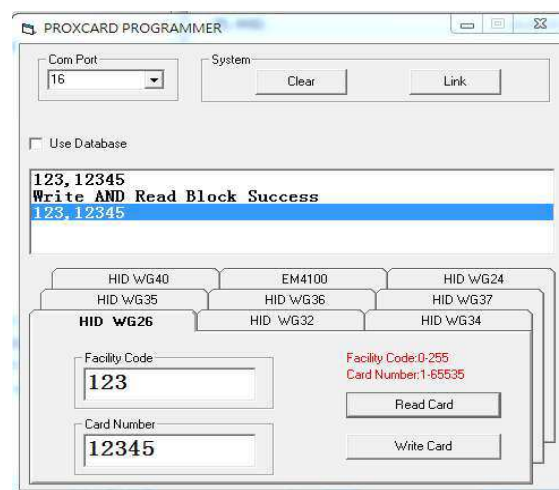 PROXCARD PROGRAMMER
Com Port
System
16
Clear
Link
Use Database
123,12345
Write AND Read Block Success
123,12345
HID WG40
EM4100
HID WG24
HID WG35
HID WG36
HID WG37
HID WG26
HID WG32
HID WG34
Facility Code
123
Facility Code:0-255
Card Number:1-65535
Read Card
Card Number
12345
Write Card